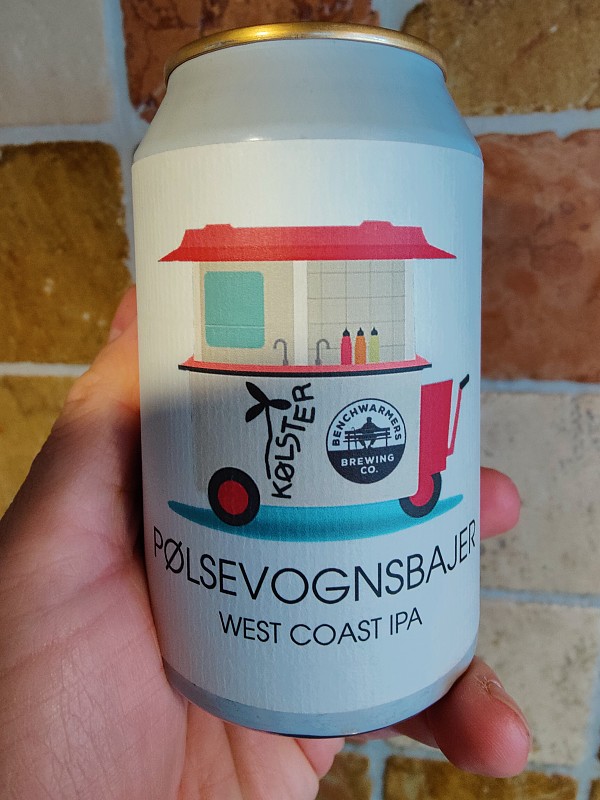 KØLSTER
BENCHWARMERS
BREWING
CO.
PØLSEVOGNSBAJER
WEST COAST IPA